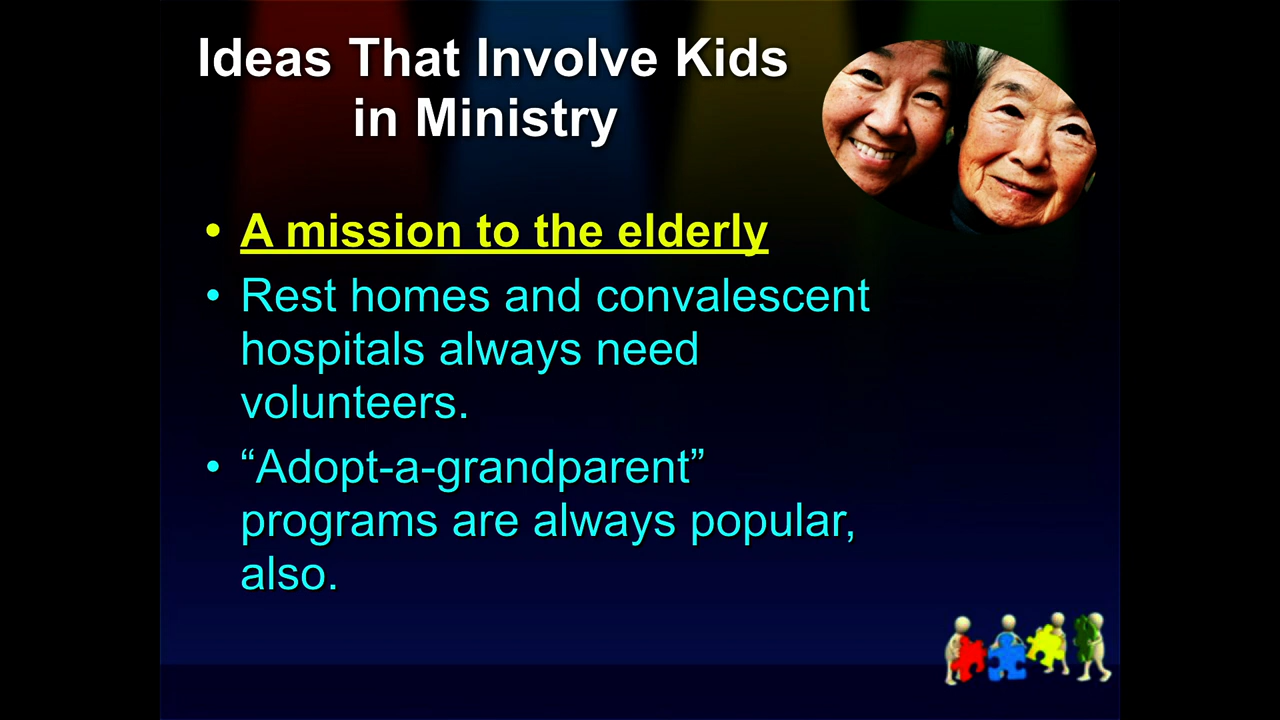 Ideas That Involve Kids
in Ministry
• A mission to the elderly
• Rest homes and convalescent
hospitals always need
volunteers.
• “Adopt-a-grandparent”
programs are always popular,
also.